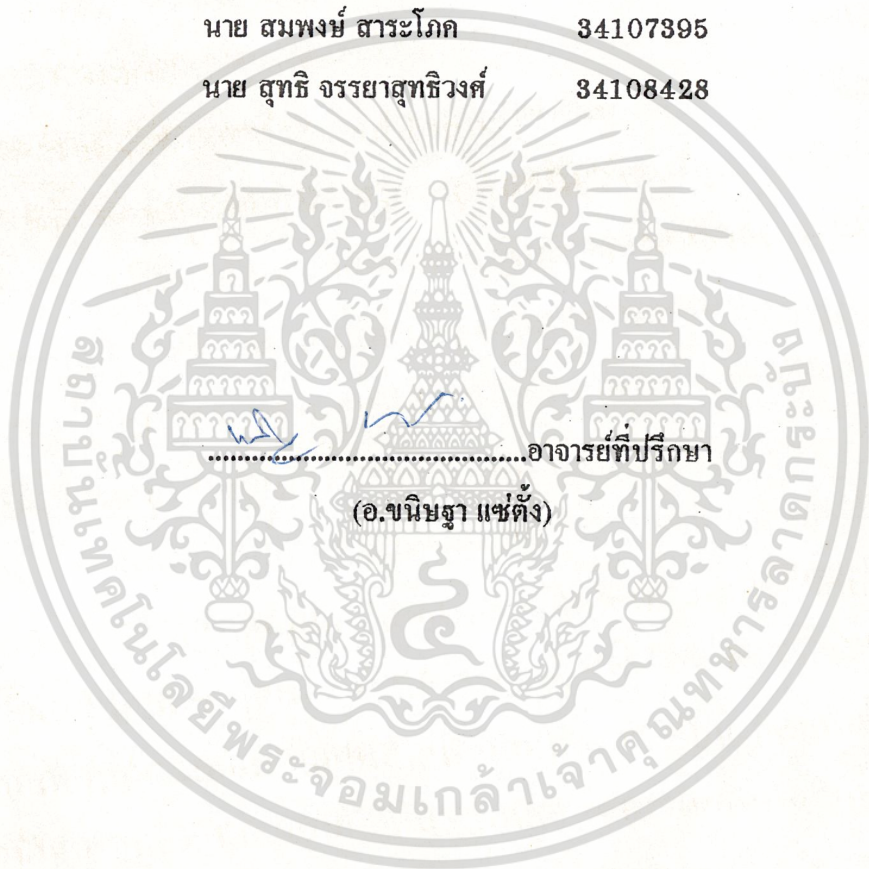 นาย สมพงษ์ สาระโภค 34107395
นาย สุทธิ จรรยาสุทธิวงศ์ 34108428
.............................................อาจารย์ที่ปรึกษา
(อ.ขนิษฐา แซ่ตั้ง)
สถาบันเทคโนโลยีพระจอมเกล้าเจ้าคุณทหารลาดกระบัง